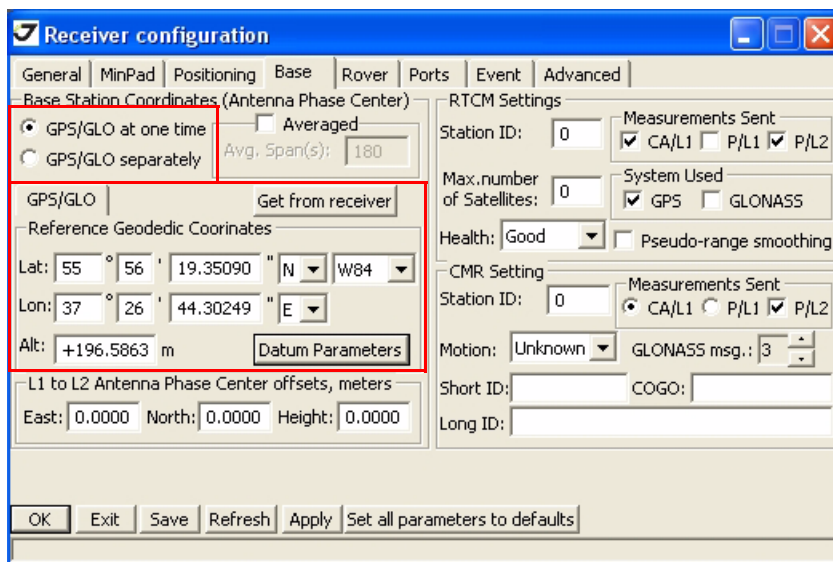 Receiver configuration
General MinPad Positioning Base Rover Ports Event Advanced
Base Station Coordinates (Antenna Phase Center)
GPS/GLO at one time
GPS/GLO separately
Averaged
Avg. Span(s): 180
GPS/GLO
Get from receiver
Reference Geodedic Coorinates
Lat: 55 ° 56 ' 19.35090 " N W84
Lon: 37 ° 26 ' 44.30249 " E
Alt: +196.5863 m Datum Parameters
L1 to L2 Antenna Phase Center offsets, meters
East: 0.0000 North: 0.0000 Height: 0.0000
RTCM Settings
Station ID: 0
Measurements Sent
CA/L1 P/L1 P/L2
Max.number
of Satellites: 0
System Used
GPS GLONASS
Health: Good Pseudo-range smoothing
CMR Setting
Station ID: 0
Measurements Sent
CA/L1 P/L1 P/L2
Motion: Unknown GLONASS msg.: 3
Short ID: COGO:
Long ID:
OK Exit Save Refresh Apply Set all parameters to defaults